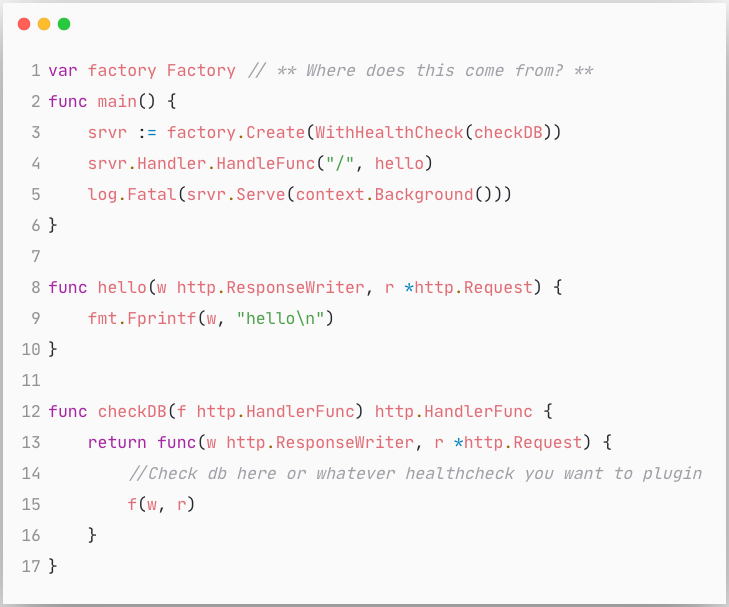 1 var factory Factory // ** Where does this come from? **
2 func main() {
3     srvr := factory.Create(WithHealthCheck(checkDB))
4     srvr.Handler.HandleFunc("/", hello)
5     log.Fatal(srvr.Serve(context.Background()))
6 }
7
8 func hello(w http.ResponseWriter, r *http.Request) {
9     fmt.Fprintf(w, "hello\n")
10 }
11
12 func checkDB(f http.HandlerFunc) http.HandlerFunc {
13     return func(w http.ResponseWriter, r *http.Request) {
14         //Check db here or whatever healthcheck you want to plugin
15         f(w, r)
16     }
17 }